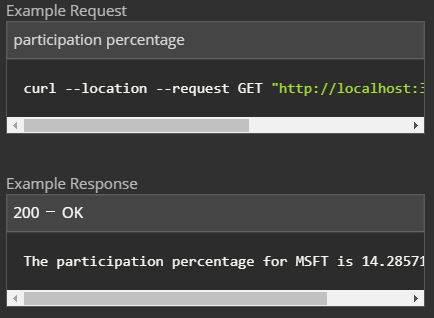 Example Request
participation percentage
curl --location --request GET "http://localhost:3
Example Response
200 – OK
The participation percentage for MSFT is 14.28571